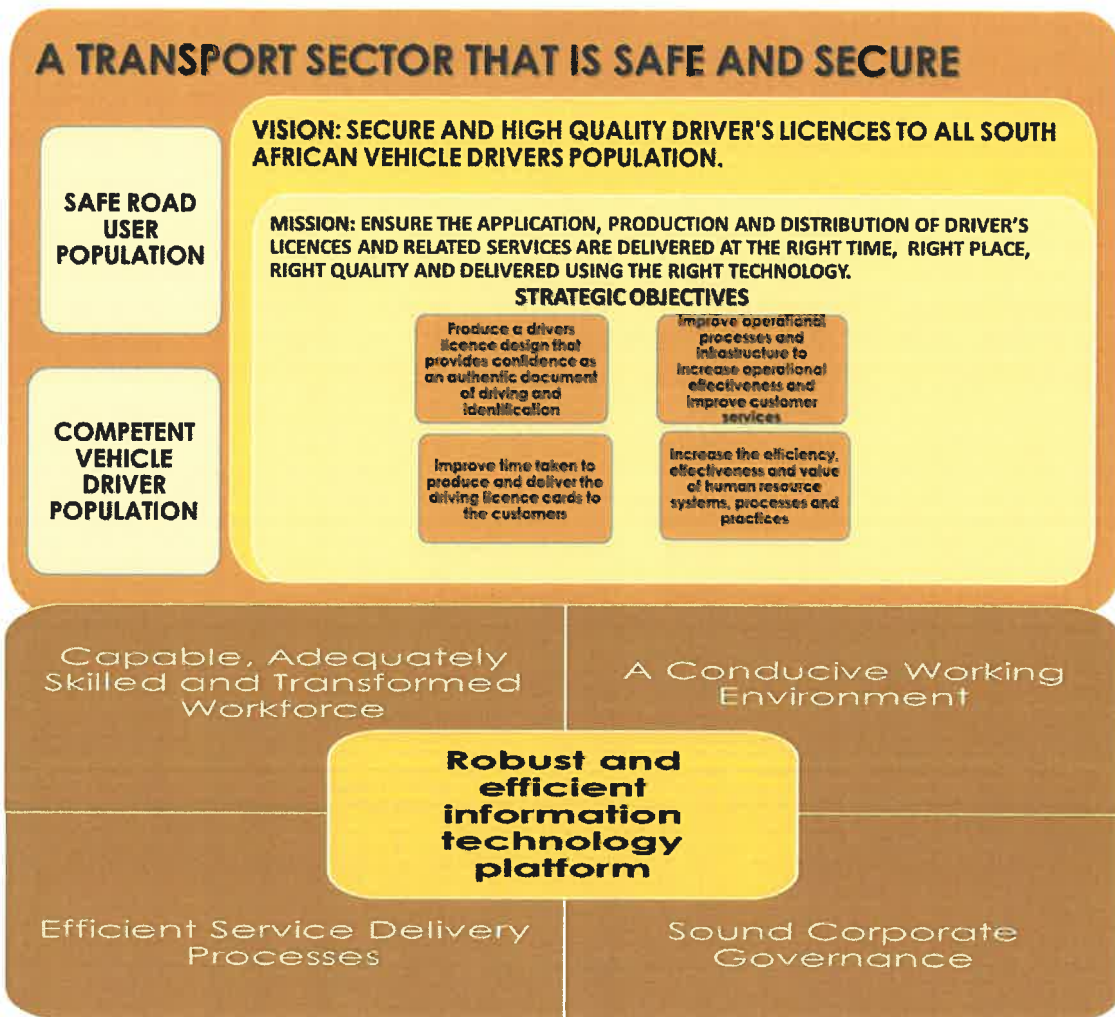 A TRANSPORT SECTOR THAT IS SAFE AND SECURE
SAFE ROAD
USER
POPULATION
COMPETENT
VEHICLE
DRIVER
POPULATION
VISION: SECURE AND HIGH QUALITY DRIVER'S LICENCES TO ALL SOUTH
AFRICAN VEHICLE DRIVERS POPULATION.
MISSION: ENSURE THE APPLICATION, PRODUCTION AND DISTRIBUTION OF DRIVER'S
LICENCES AND RELATED SERVICES ARE DELIVERED AT THE RIGHT TIME, RIGHT PLACE,
RIGHT QUALITY AND DELIVERED USING THE RIGHT TECHNOLOGY.
STRATEGIC OBJECTIVES
Produce a drivers
licence design that
provides confidence as
an authentic document
of driving and
identification
Improve operational
processes and
infrastructure to
increase operational
effectiveness and
improve customer
services
Improve time taken to
produce and deliver the
driving licence cards to
the customers
Increase the efficiency,
effectiveness and value
of human resource
systems, processes and
practices
Capable, Adequately
Skilled and Transformed
Workforce
A Conducive Working
Environment
Robust and
efficient
information
technology
platform
Efficient Service Delivery
Processes
Sound Corporate
Governance